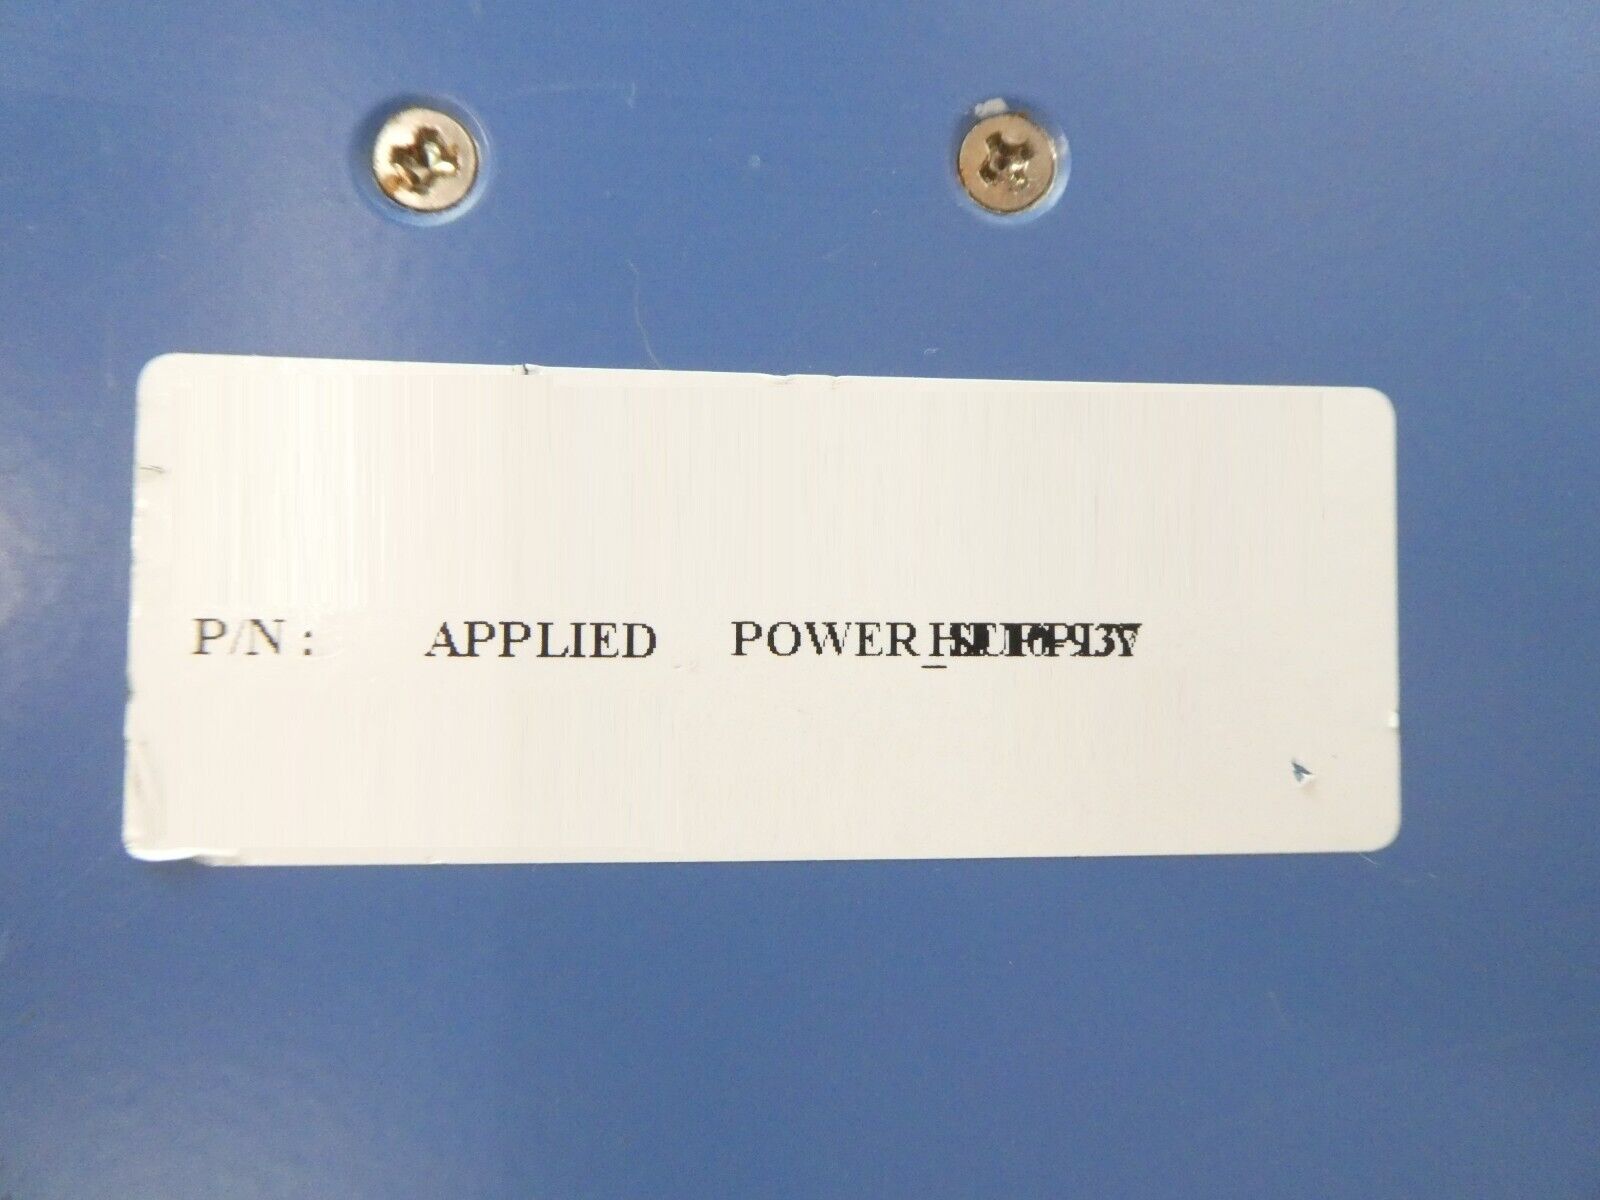 P/N : APPLIED POWER